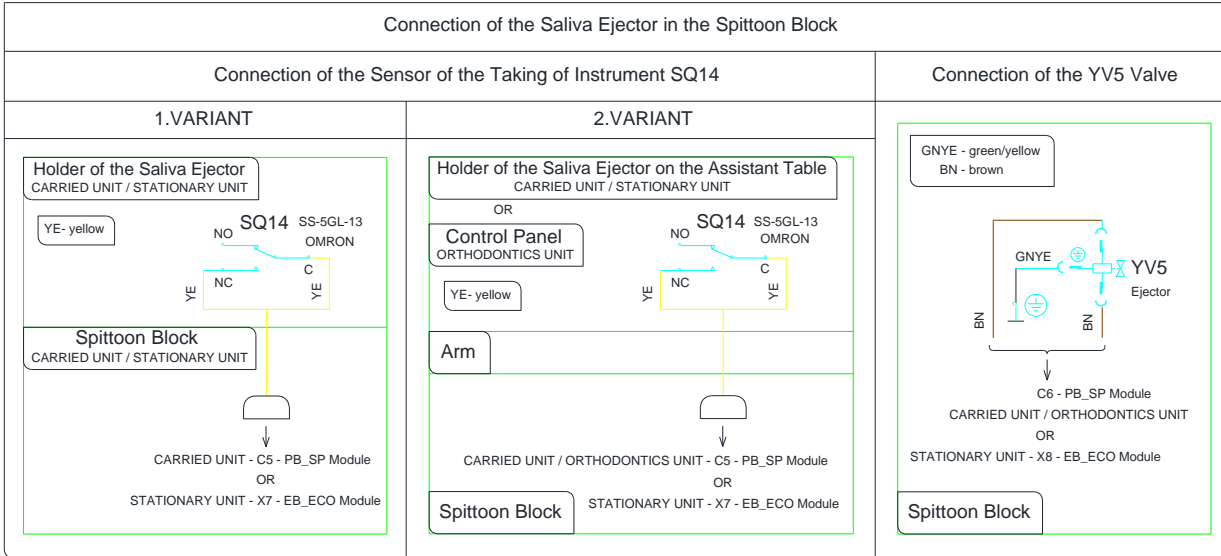 Connection of the Saliva Ejector in the Spittoon Block
Connection of the Sensor of the Taking of Instrument SQ14
Connection of the YV5 Valve
1.VARIANT
2.VARIANT
Holder of the Saliva Ejector
CARRIED UNIT / STATIONARY UNIT
YE- yellow
SQ14 SS-5GL-13
OMRON
NO
C
NC
YE
YE
Spittoon Block
CARRIED UNIT / STATIONARY UNIT
CARRIED UNIT - C5 - PB_SP Module
OR
STATIONARY UNIT - X7 - EB_ECO Module
Holder of the Saliva Ejector on the Assistant Table
CARRIED UNIT / STATIONARY UNIT
OR
Control Panel
ORTHODONTICS UNIT
YE- yellow
SQ14 SS-5GL-13
OMRON
NO
C
NC
YE
YE
Arm
CARRIED UNIT / ORTHODONTICS UNIT - C5 - PB_SP Module
OR
STATIONARY UNIT - X7 - EB_ECO Module
Spittoon Block
GNYE - green/yellow
BN - brown
GNYE
YV5
Ejector
BN
BN
C6 - PB_SP Module
CARRIED UNIT / ORTHODONTICS UNIT
OR
STATIONARY UNIT - X8 - EB_ECO Module
Spittoon Block